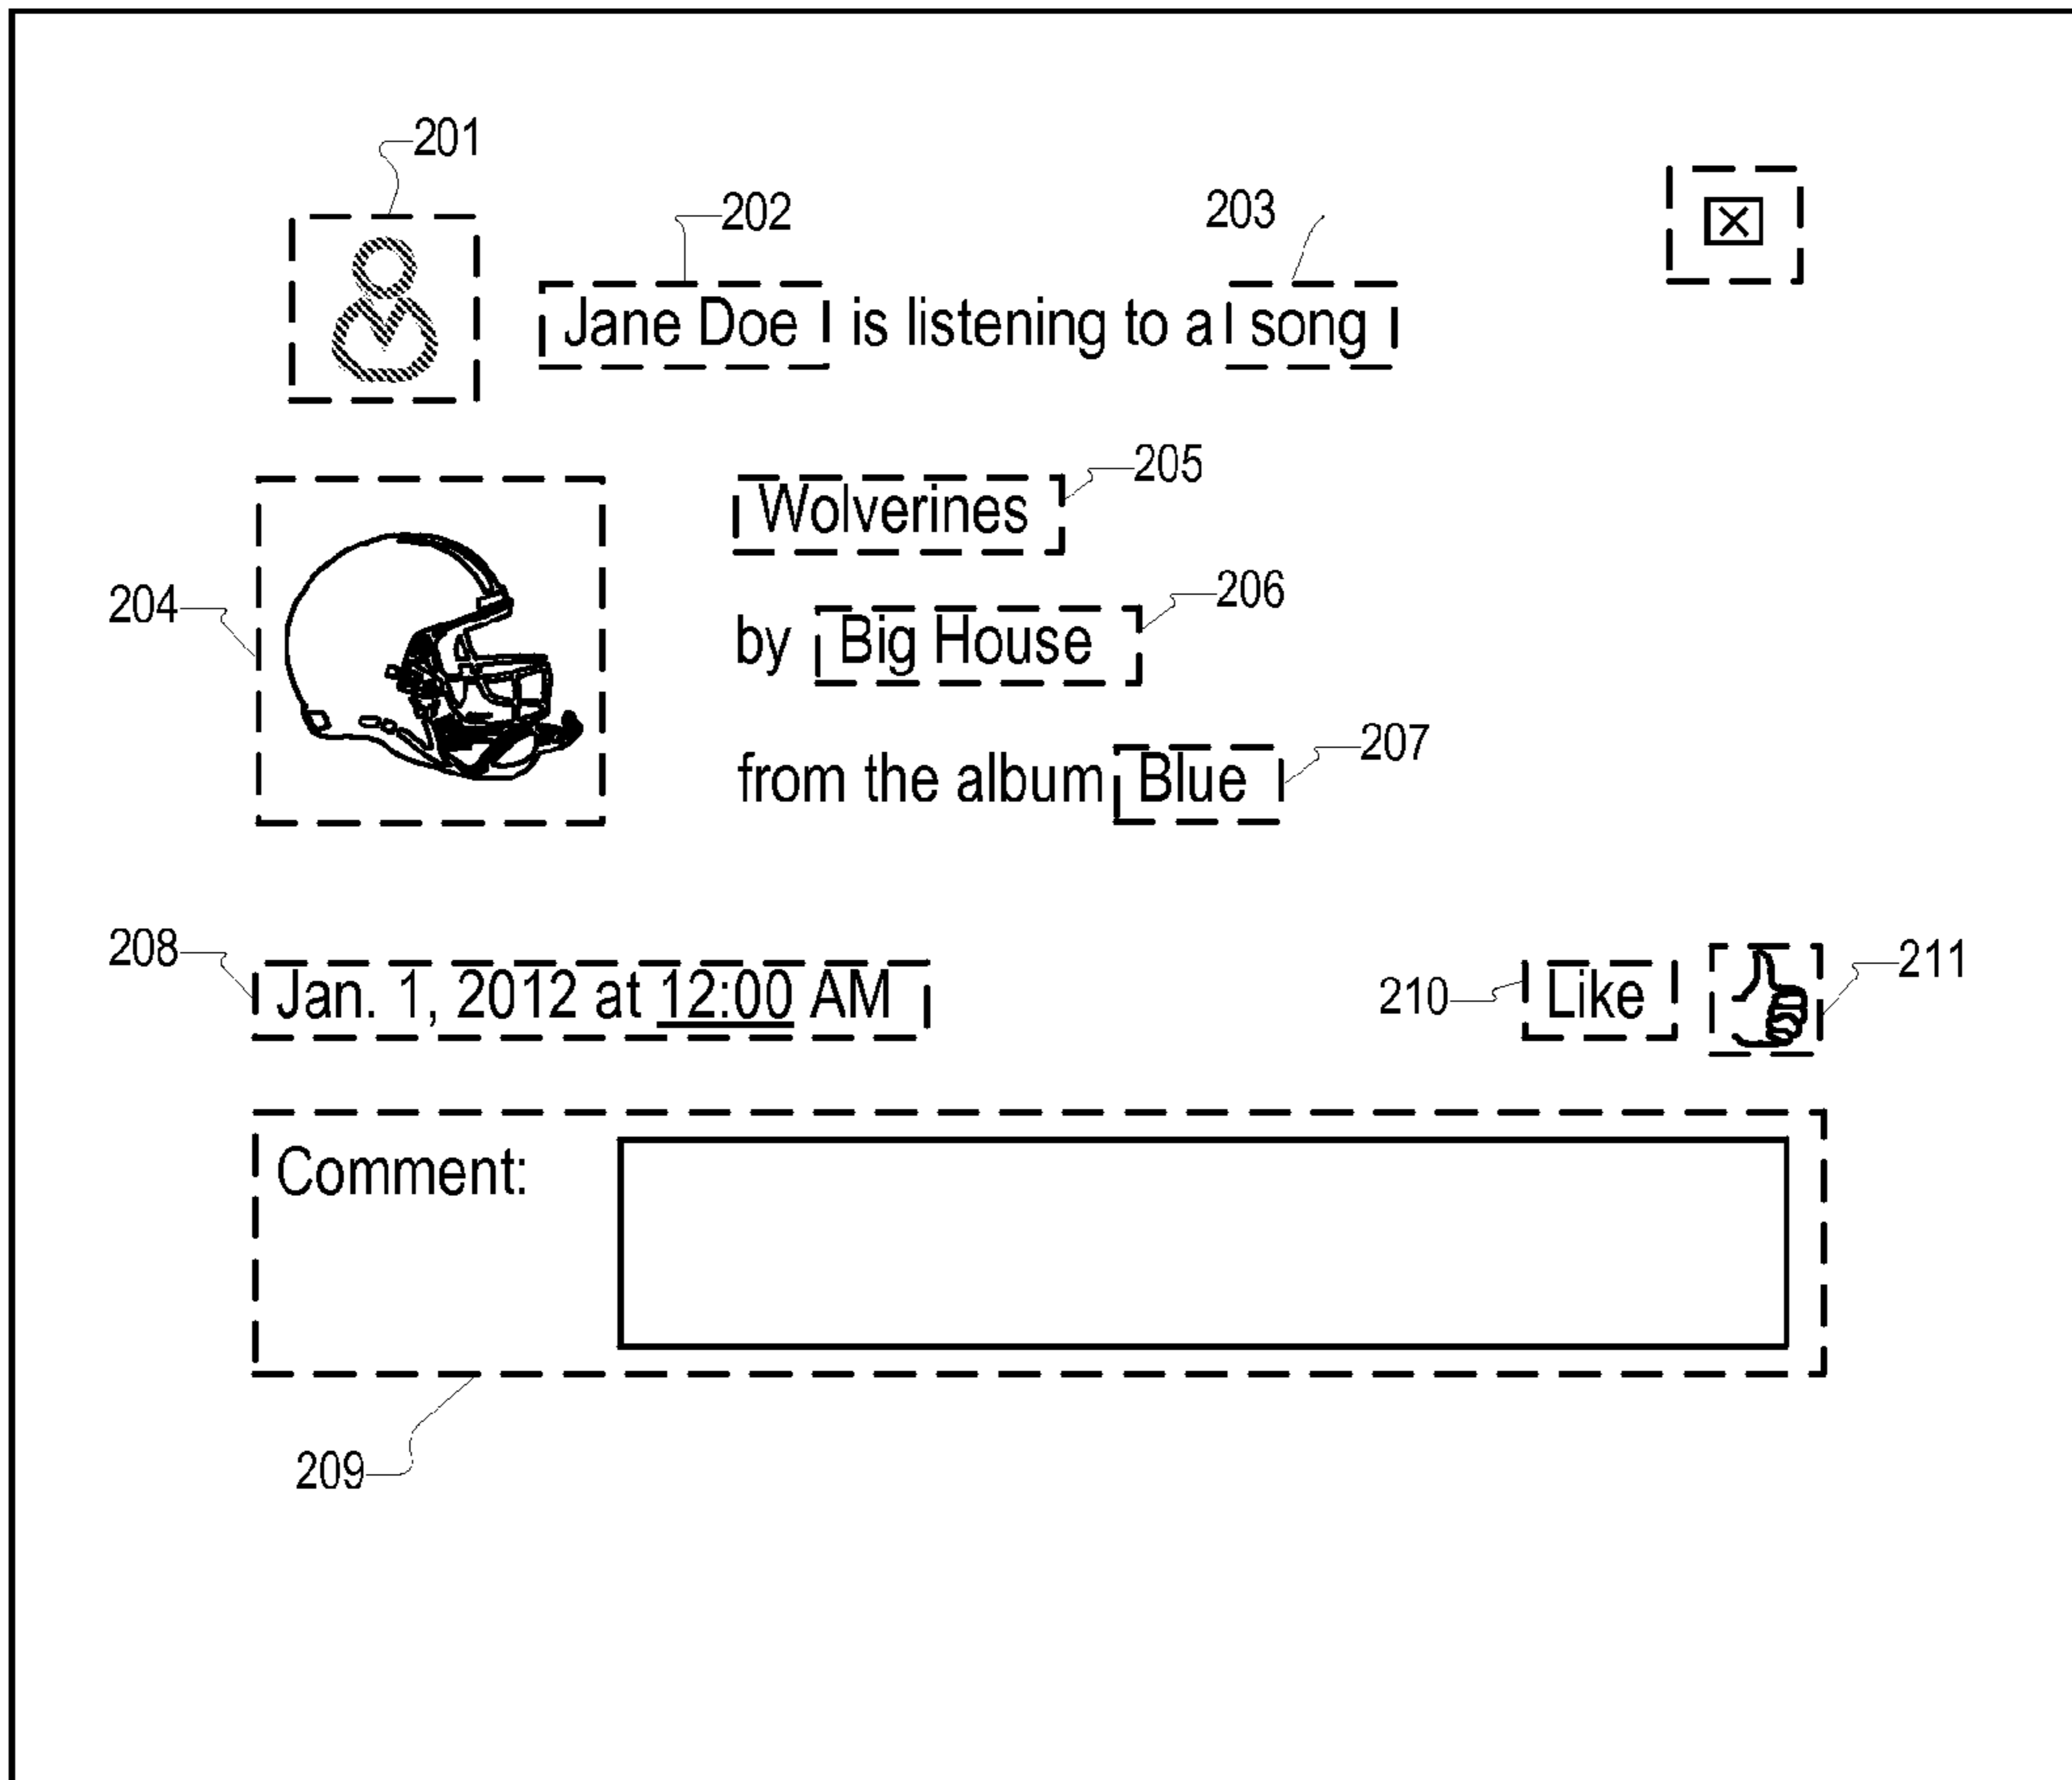 201
202
203
Jane Doe is listening to a song
205
Wolverines
204
206
by Big House
207
from the album Blue
208
Jan. 1, 2012 at 12:00 AM
210
Like
211
Comment:
209